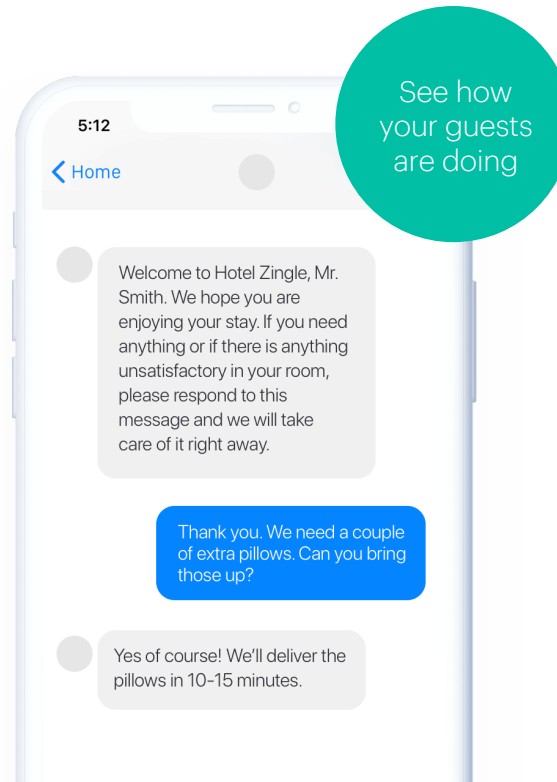 See how
your guests
are doing
5:12
Home
Welcome to Hotel Zingle, Mr.
Smith. We hope you are
enjoying your stay. If you need
anything or if there is anything
unsatisfactory in your room,
please respond to this
message and we will take
care of it right away.
Thank you. We need a couple
of extra pillows. Can you bring
those up?
Yes of course! We’ll deliver the
pillows in 10-15 minutes.